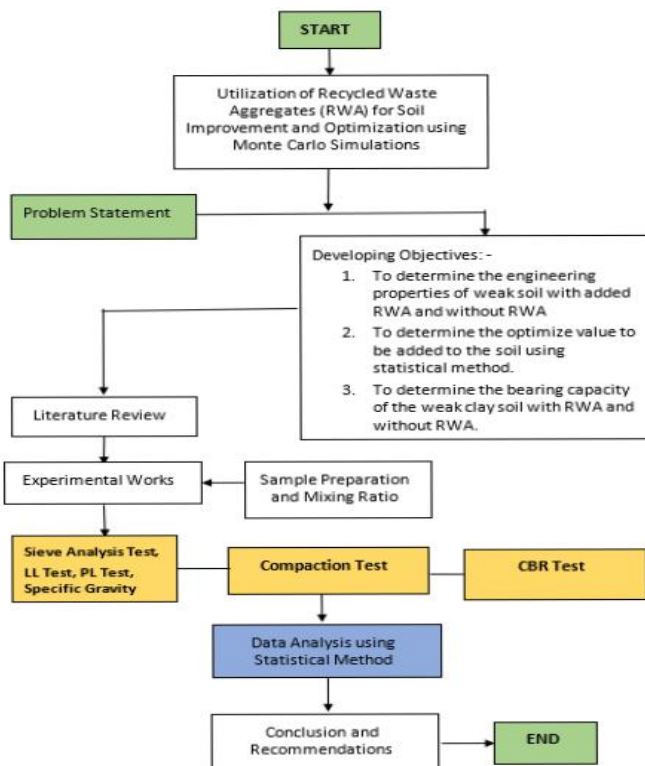 START
Utilization of Recycled Waste
Aggregates (RWA) for Soil
Improvement and Optimization using
Monte Carlo Simulations
Problem Statement
Developing Objectives: -
1. To determine the engineering
properties of weak soil with added
RWA and without RWA
2. To determine the optimize value to
be added to the soil using
statistical method.
3. To determine the bearing capacity
of the weak clay soil with RWA and
without RWA.
Literature Review
Experimental Works
Sample Preparation
and Mixing Ratio
Sieve Analysis Test,
LL Test, PL Test,
Specific Gravity
Compaction Test
CBR Test
Data Analysis using
Statistical Method
Conclusion and
Recommendations
END